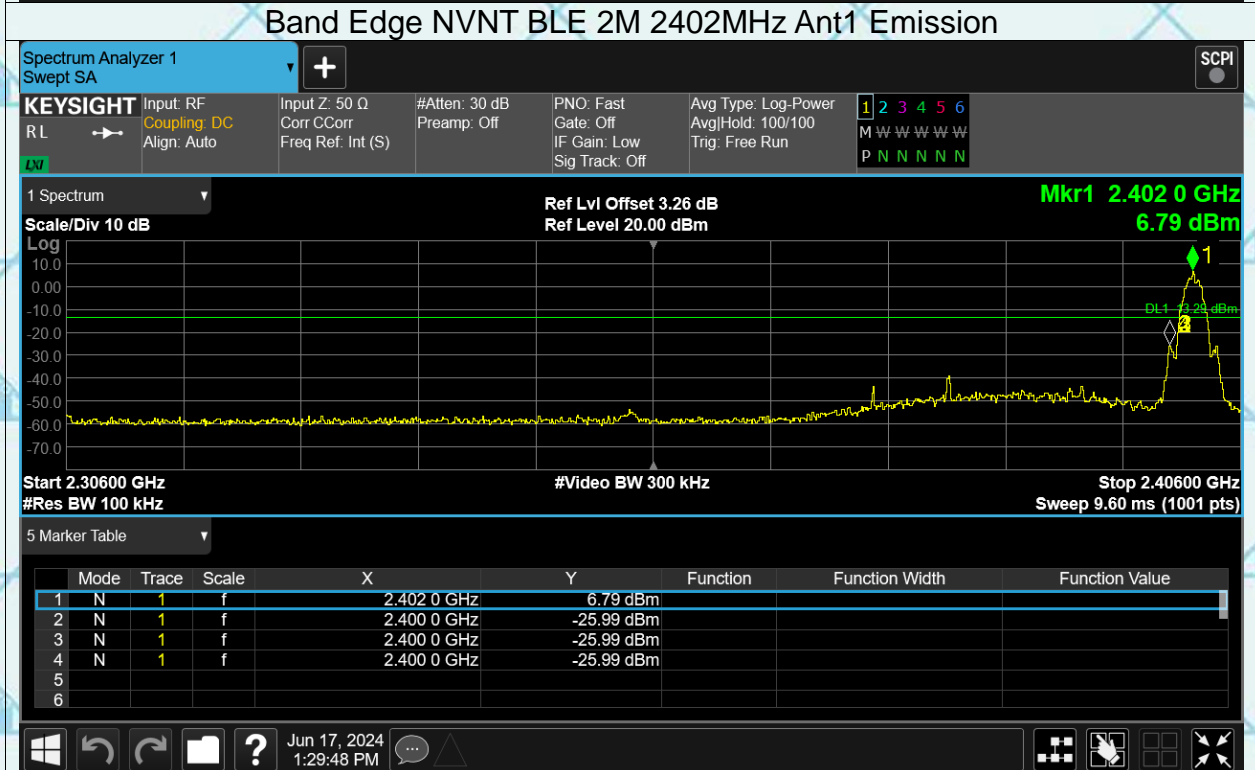 Band Edge NVNT BLE 2M 2402MHz Ant1 Emission
Spectrum Analyzer 1
Swept SA
+
SCPI
KEYSIGHT
R L
LXI
Input: RF
Coupling: DC
Align: Auto
Input Z: 50 Ω
Corr CCorr
Freq Ref: Int (S)
#Atten: 30 dB
Preamp: Off
PNO: Fast
Gate: Off
IF Gain: Low
Sig Track: Off
Avg Type: Log-Power
Avg|Hold: 100/100
Trig: Free Run
1 2 3 4 5 6
M W W W W W
P N N N N N
1 Spectrum
Scale/Div 10 dB
Ref Lvl Offset 3.26 dB
Ref Level 20.00 dBm
Mkr1 2.402 0 GHz
6.79 dBm
Log
10.0
0.00
-10.0
-20.0
-30.0
-40.0
-50.0
-60.0
-70.0
1
DL1 -13.29 dBm
Start 2.30600 GHz
#Video BW 300 kHz
Stop 2.40600 GHz
#Res BW 100 kHz
Sweep 9.60 ms (1001 pts)
5 Marker Table
Mode Trace Scale X Y Function Function Width Function Value
1 N 1 f 2.402 0 GHz 6.79 dBm
2 N 1 f 2.400 0 GHz -25.99 dBm
3 N 1 f 2.400 0 GHz -25.99 dBm
4 N 1 f 2.400 0 GHz -25.99 dBm
5
6
?
Jun 17, 2024
1:29:48 PM